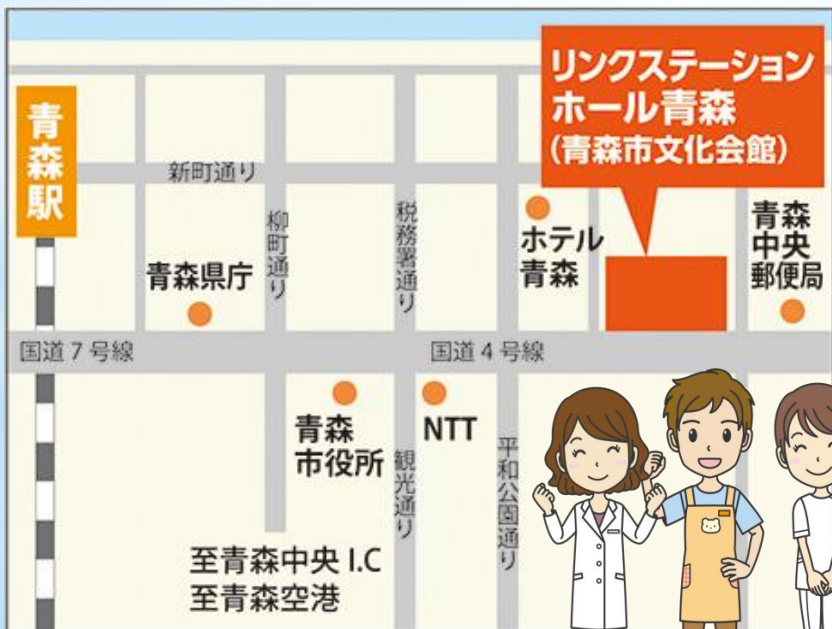 リンクステーション
ホール青森
(青森市文化会館)
青森駅
新町通り
柳町通り
税務署通り
ホテル
青森
青森
中央
郵便局
青森県庁
国道7号線
国道4号線
青森
市役所
NTT
観光通り
平和公園通り
至青森中央 I.C
至青森空港